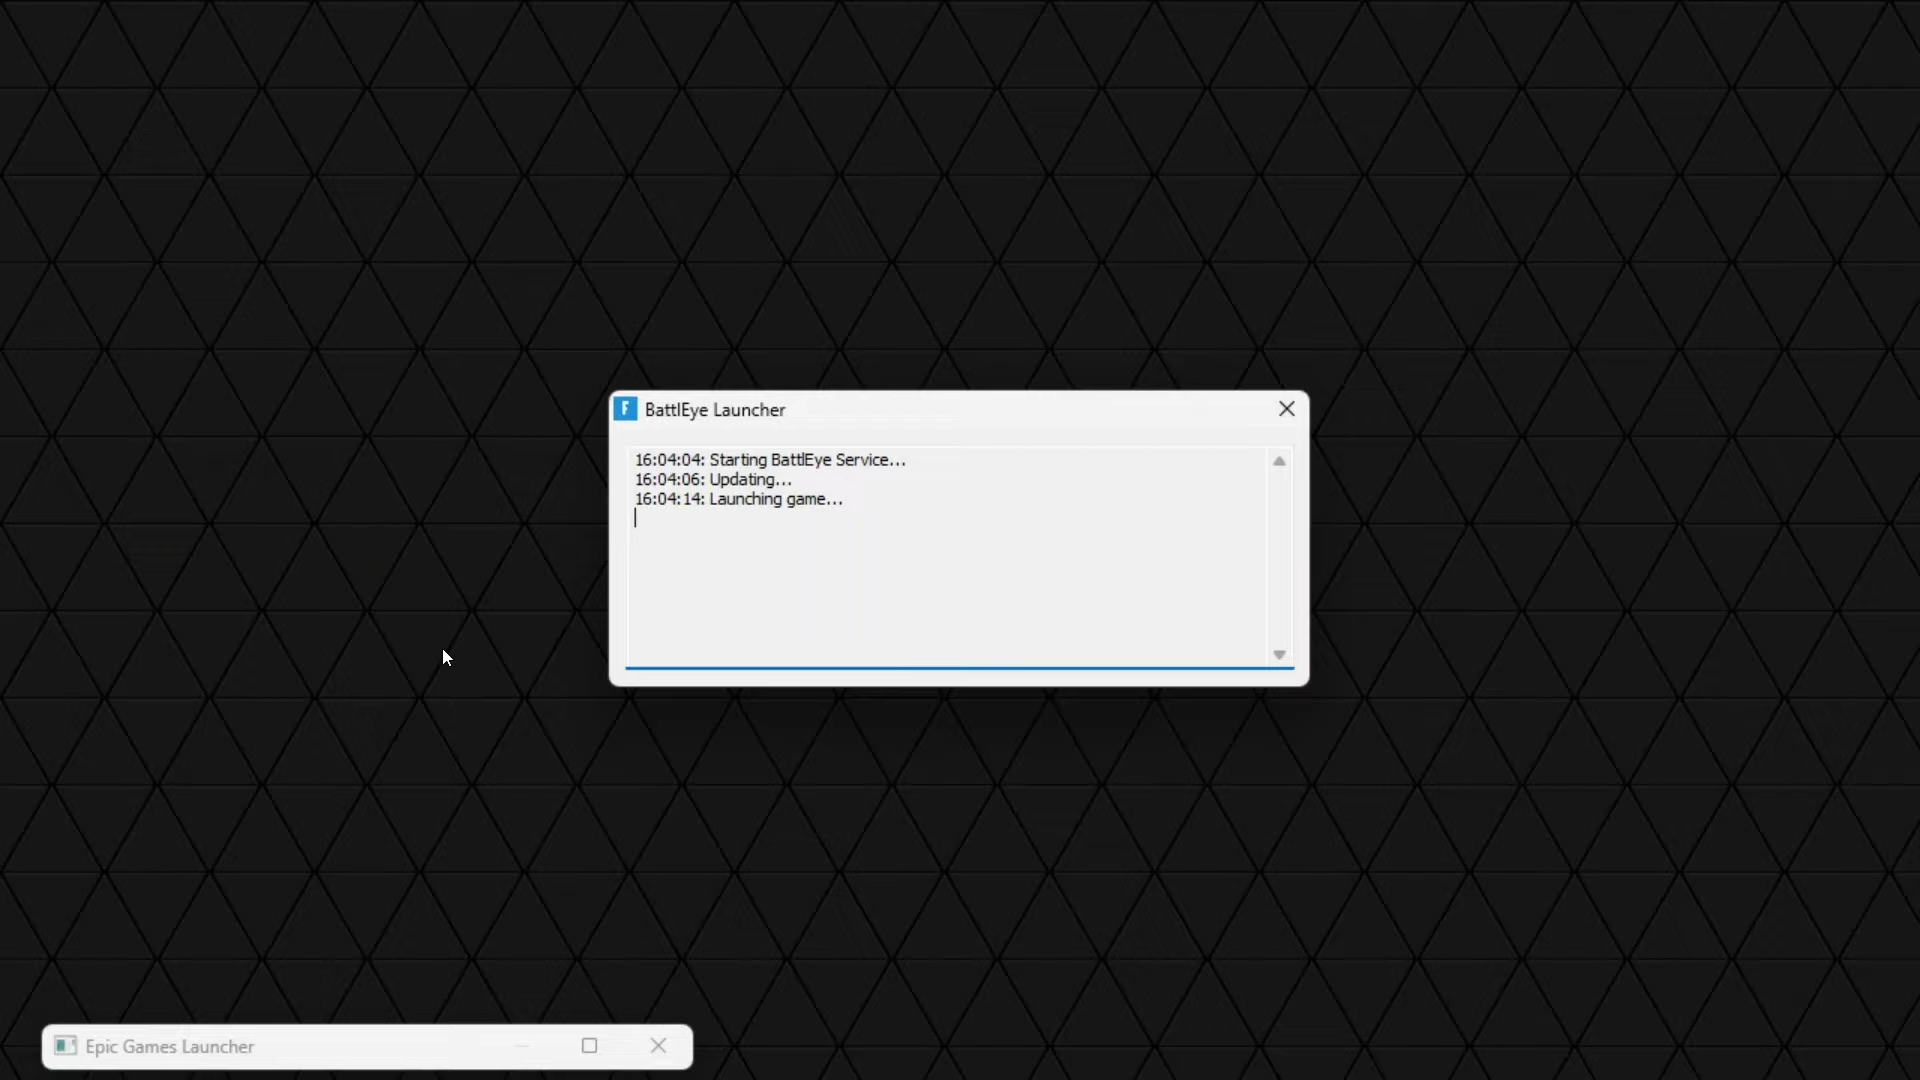 F BattlEye Launcher
16:04:04: Starting BattlEye Service...
16:04:06: Updating...
16:04:14: Launching game...
Epic Games Launcher